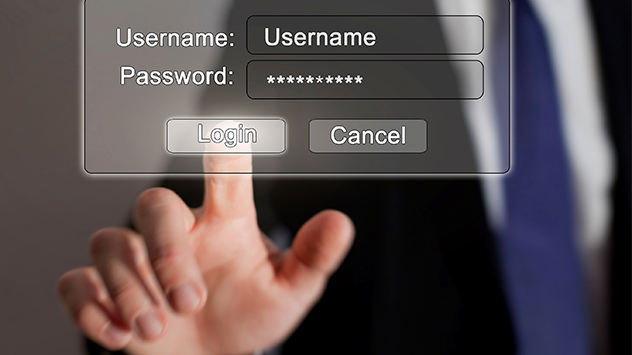 Username: Username
Password: **********
Login Cancel